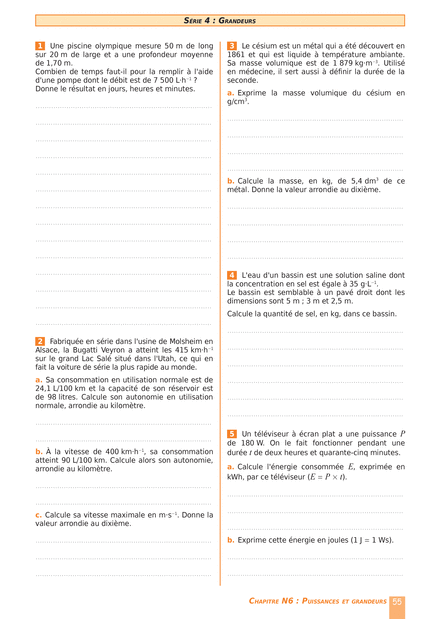 SÉRIE 4 : GRANDEURS
1 Une piscine olympique mesure 50 m de long
sur 20 m de large et a une profondeur moyenne
de 1,70 m.
Combien de temps faut-il pour la remplir à l'aide
d'une pompe dont le débit est de 7 500 L·h⁻¹ ?
Donne le résultat en jours, heures et minutes.
2 Fabriquée en série dans l'usine de Molsheim en
Alsace, la Bugatti Veyron a atteint les 415 km·h⁻¹
sur le grand Lac Salé situé dans l'Utah, ce qui en
fait la voiture de série la plus rapide au monde.
a. Sa consommation en utilisation normale est de
24,1 L/100 km et la capacité de son réservoir est
de 98 litres. Calcule son autonomie en utilisation
normale, arrondie au kilomètre.
b. À la vitesse de 400 km·h⁻¹, sa consommation
atteint 90 L/100 km. Calcule alors son autonomie,
arrondie au kilomètre.
c. Calcule sa vitesse maximale en m·s⁻¹. Donne la
valeur arrondie au dixième.
3 Le césium est un métal qui a été découvert en
1861 et qui est liquide à température ambiante.
Sa masse volumique est de 1 879 kg·m⁻³. Utilisé
en médecine, il sert aussi à définir la durée de la
seconde.
a. Exprime la masse volumique du césium en
g/cm³.
b. Calcule la masse, en kg, de 5,4 dm³ de ce
métal. Donne la valeur arrondie au dixième.
4 L'eau d'un bassin est une solution saline dont
la concentration en sel est égale à 35 g·L⁻¹.
Le bassin est semblable à un pavé droit dont les
dimensions sont 5 m ; 3 m et 2,5 m.
Calcule la quantité de sel, en kg, dans ce bassin.
5 Un téléviseur à écran plat a une puissance P
de 180 W. On le fait fonctionner pendant une
durée t de deux heures et quarante-cinq minutes.
a. Calcule l'énergie consommée E, exprimée en
kWh, par ce téléviseur (E = P × t).
b. Exprime cette énergie en joules (1 J = 1 Ws).
CHAPITRE N6 : PUISSANCES ET GRANDEURS 55